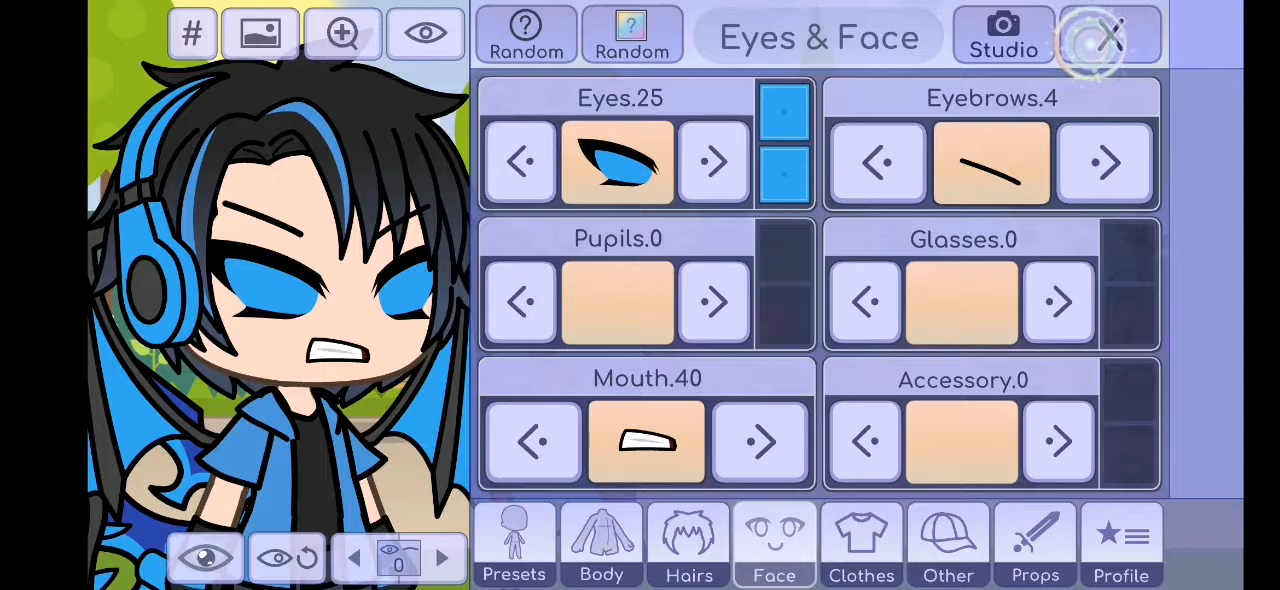 #
? Random
? Random
Eyes & Face
Studio
X
Eyes.25
Eyebrows.4
Pupils.0
Glasses.0
Mouth.40
Accessory.0
0
Presets
Body
Hairs
Face
Clothes
Other
Props
Profile